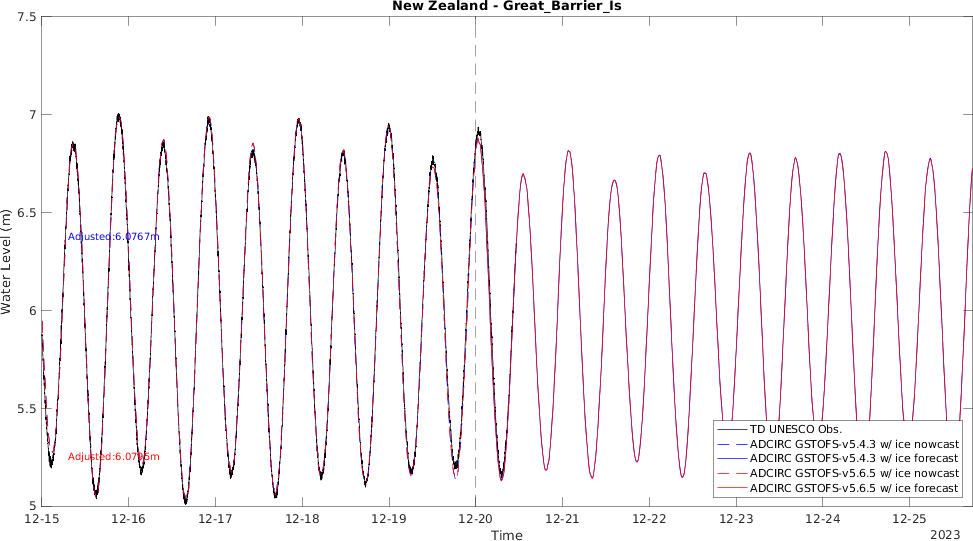 New Zealand - Great_Barrier_Is
7.5
7
6.5
6
5.5
5
Water Level (m)
Adjusted:6.0767m
TD UNESCO Obs.
ADCIRC GSTOFS-v5.4.3 w/ ice nowcast
ADCIRC GSTOFS-v5.4.3 w/ ice forecast
ADCIRC GSTOFS-v5.6.5 w/ ice nowcast
ADCIRC GSTOFS-v5.6.5 w/ ice forecast
12-15 12-16 12-17 12-18 12-19 12-20 12-21 12-22 12-23 12-24 12-25
Time
2023